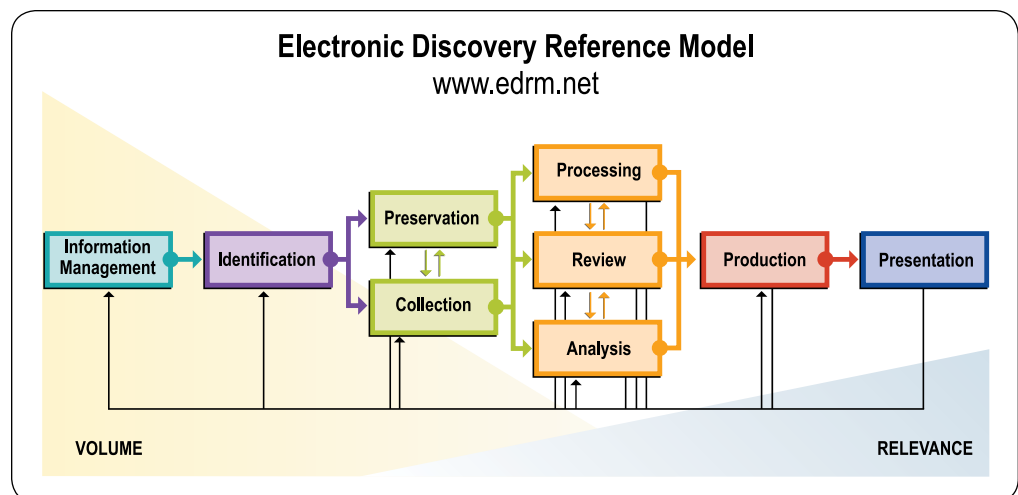 Electronic Discovery Reference Model
www.edrm.net
Information
Management
Identification
Preservation
Collection
Processing
Review
Analysis
Production
Presentation
VOLUME
RELEVANCE